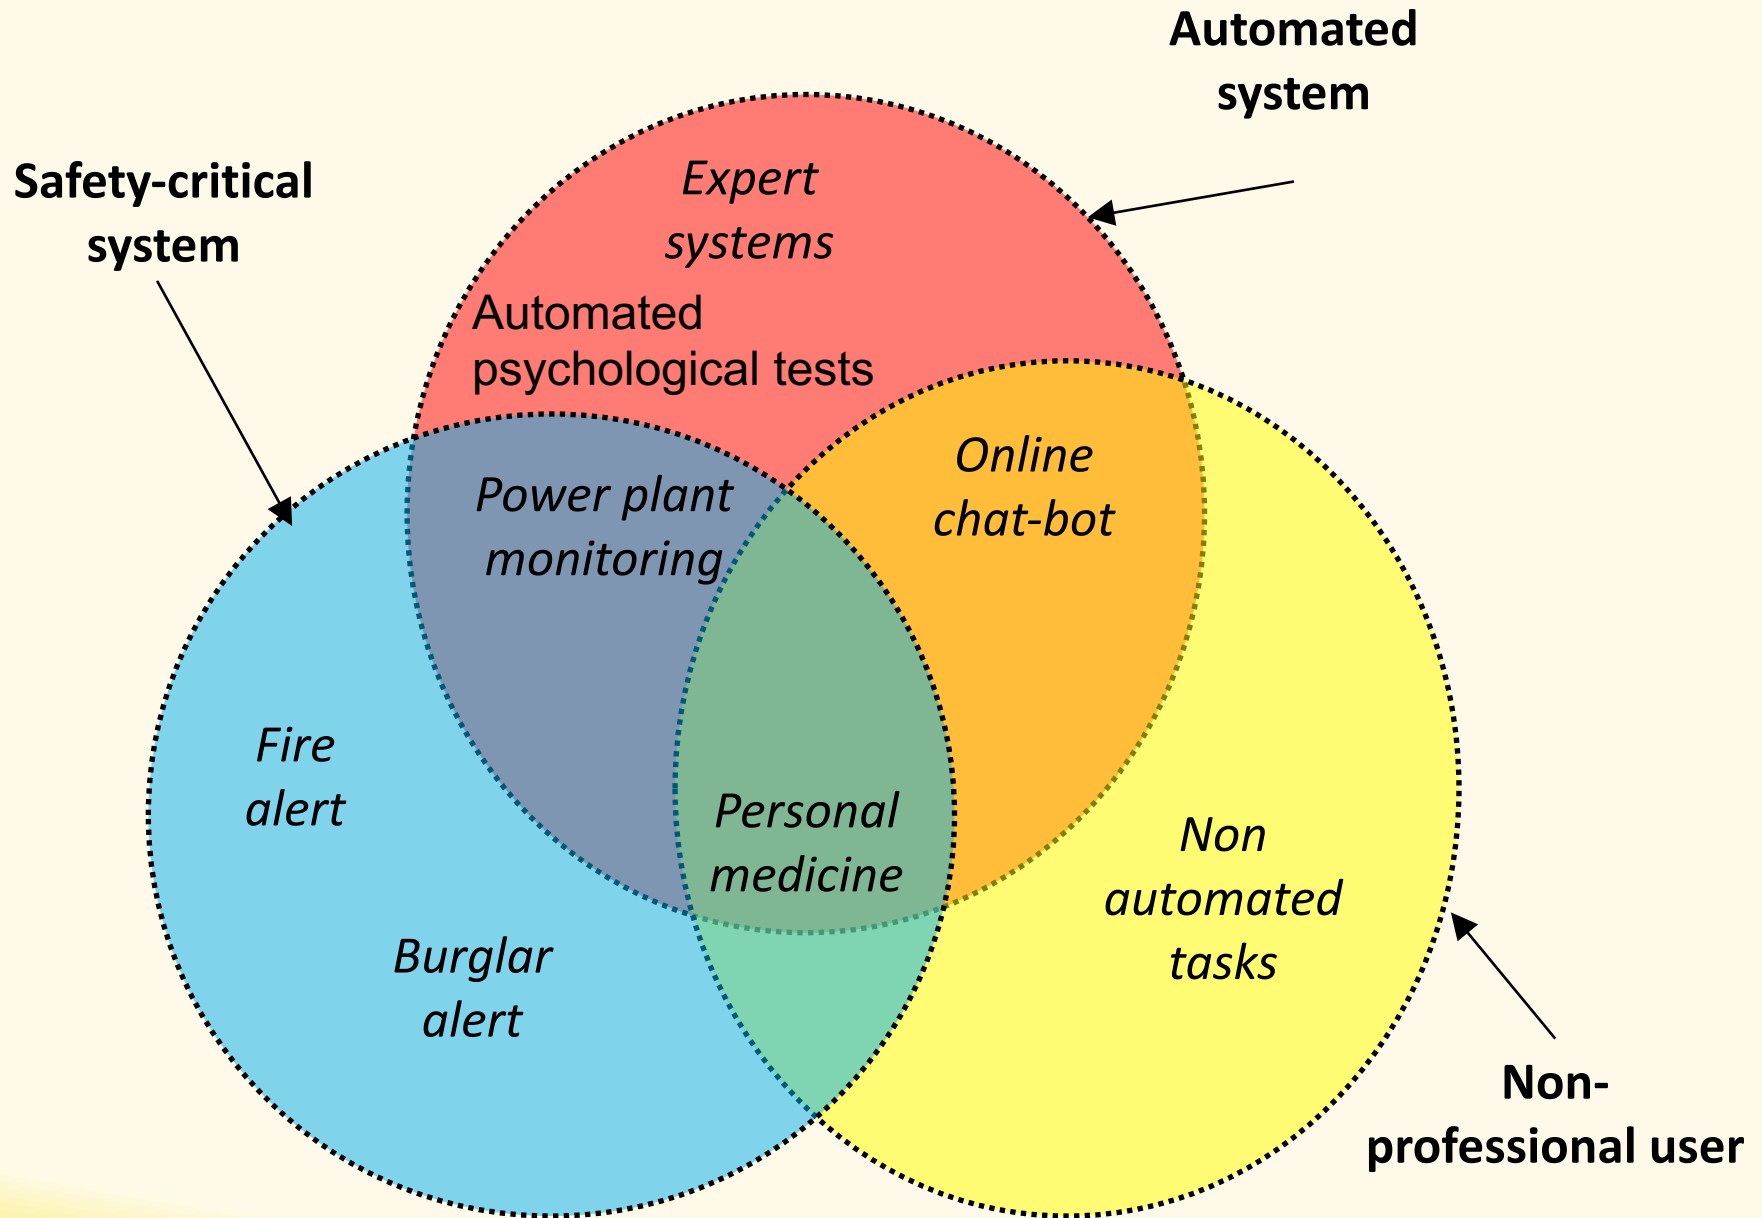 Automated
system
Safety-critical
system
Expert
systems
Automated
psychological tests
Power plant
monitoring
Online
chat-bot
Fire
alert
Personal
medicine
Non
automated
tasks
Burglar
alert
Non-
professional user